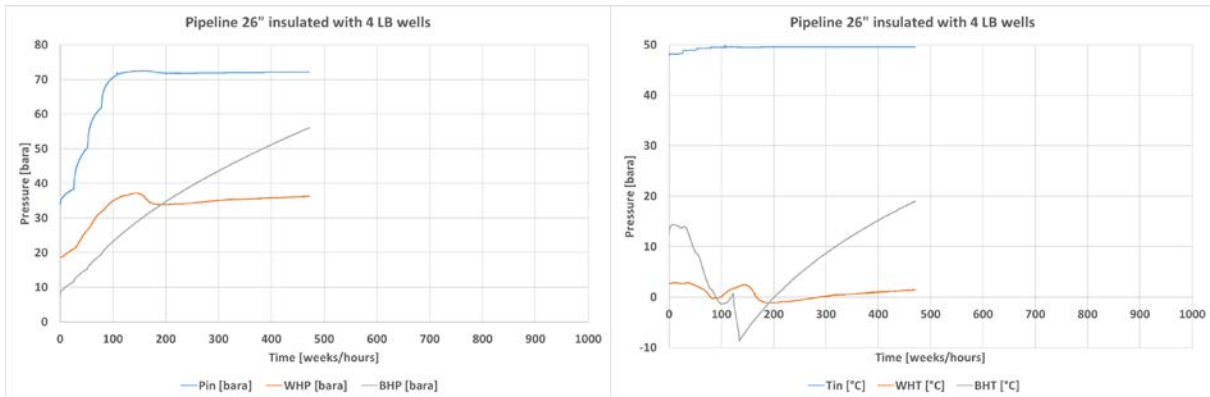 Pipeline 26" insulated with 4 LB wells
80
70
60
50
40
30
20
10
0
Pressure [bara]
0 100 200 300 400 500 600 700 800 900 1000
Time [weeks/hours]
Pin [bara] WHP [bara] BHP [bara]
Pipeline 26" insulated with 4 LB wells
50
40
30
20
10
0
-10
Pressure [bara]
0 100 200 300 400 500 600 700 800 900 1000
Time [weeks/hours]
Tin [°C] WHT [°C] BHT [°C]